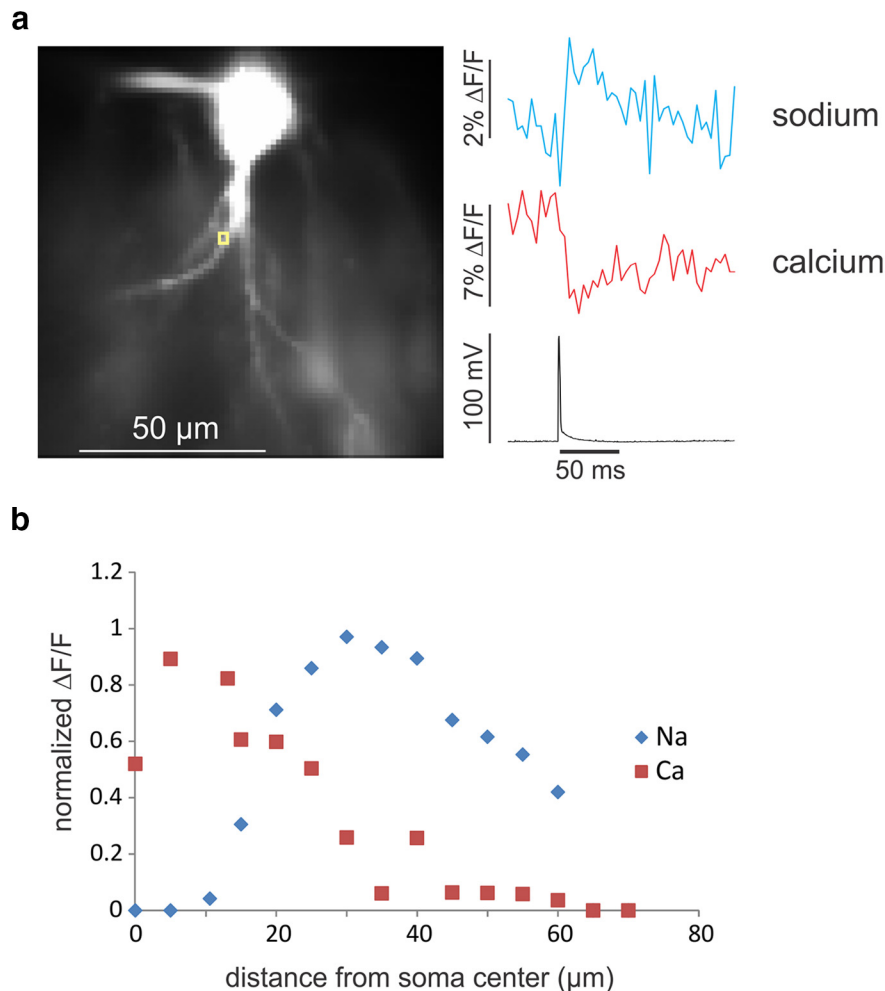 a
50 µm
2% ΔF/F
sodium
7% ΔF/F
calcium
100 mV
50 ms
b
1.2
1
0.8
0.6
0.4
0.2
0
normalized ΔF/F
Na
Ca
0
20
40
60
80
distance from soma center (µm)